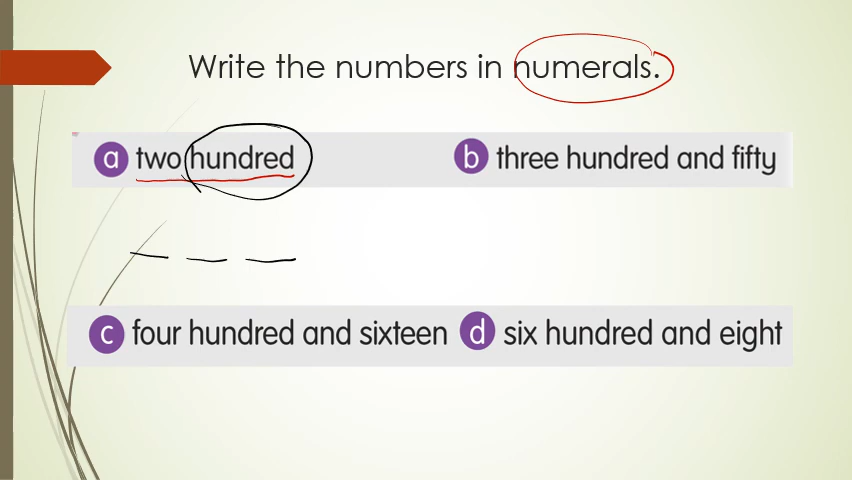 Write the numbers in numerals.
a two hundred b three hundred and fifty
c four hundred and sixteen d six hundred and eight